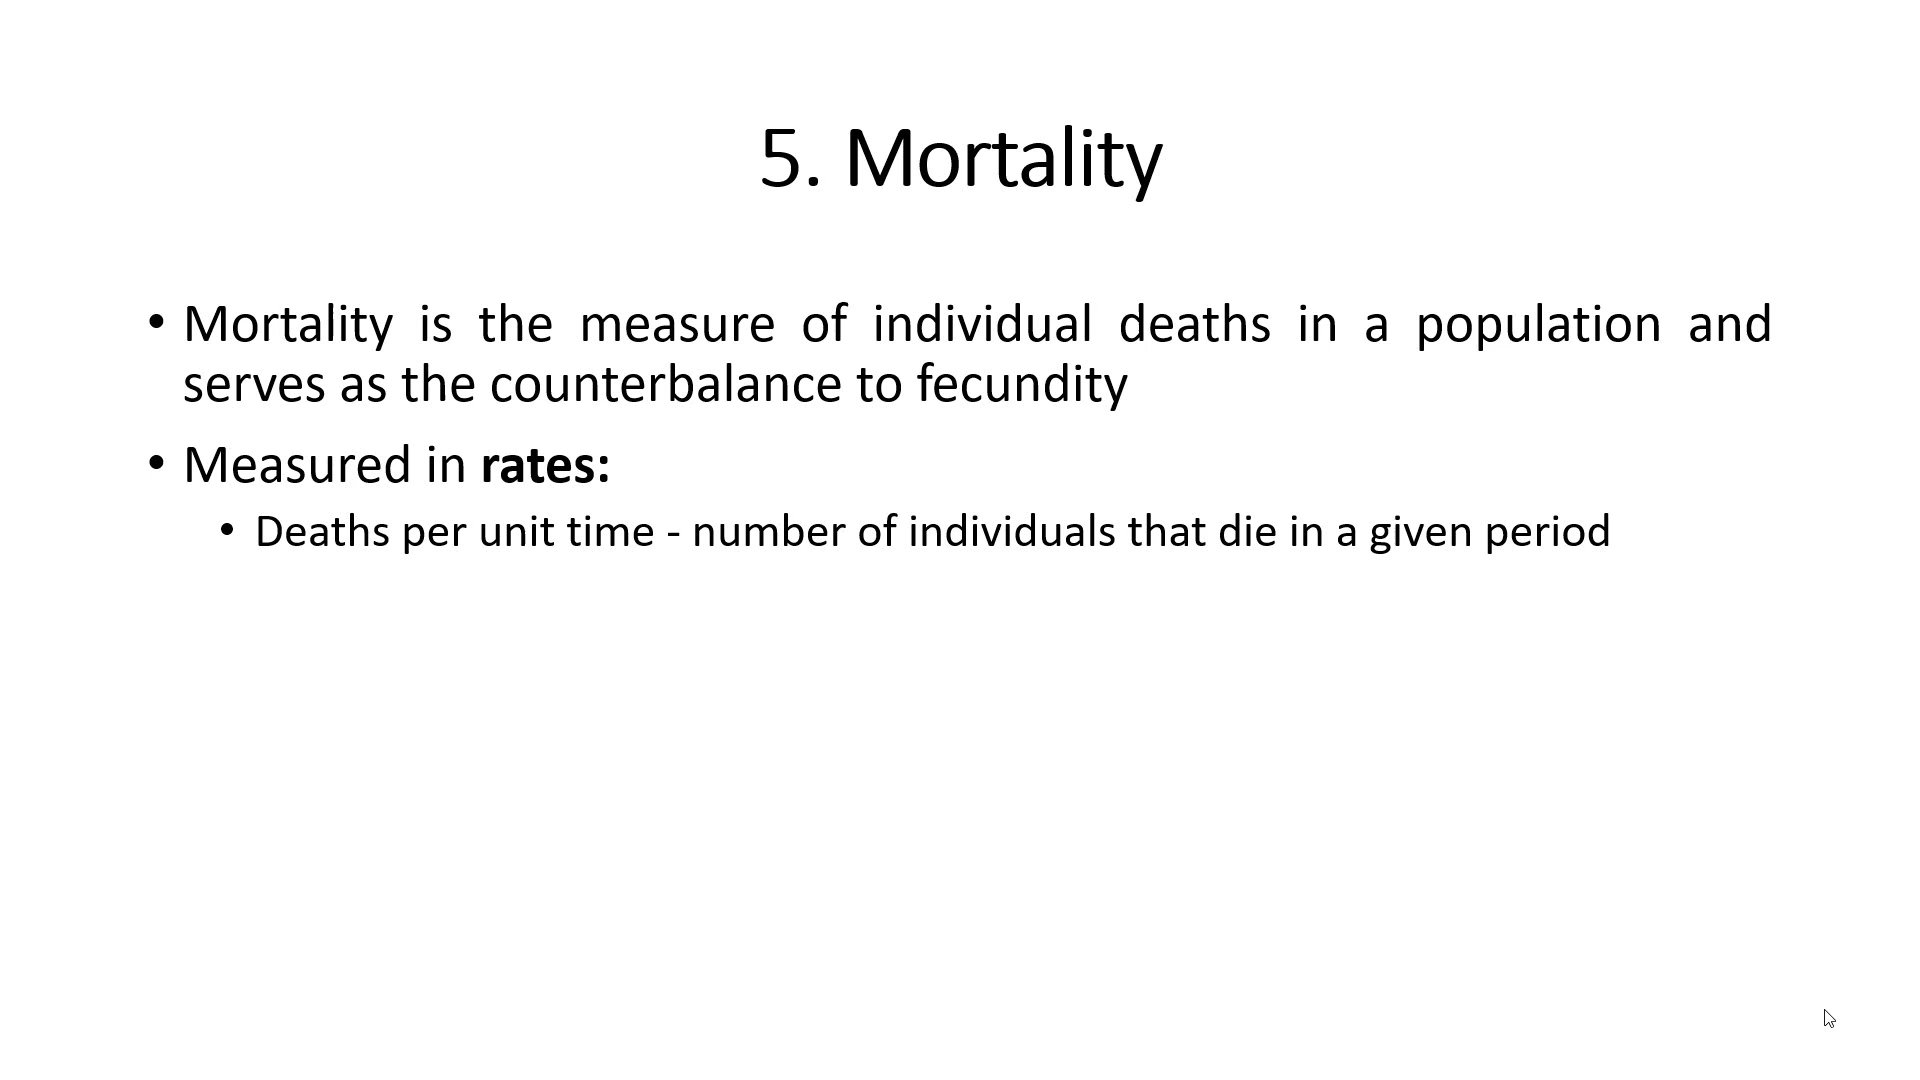 5. Mortality
• Mortality is the measure of individual deaths in a population and
serves as the counterbalance to fecundity
• Measured in rates:
• Deaths per unit time - number of individuals that die in a given period